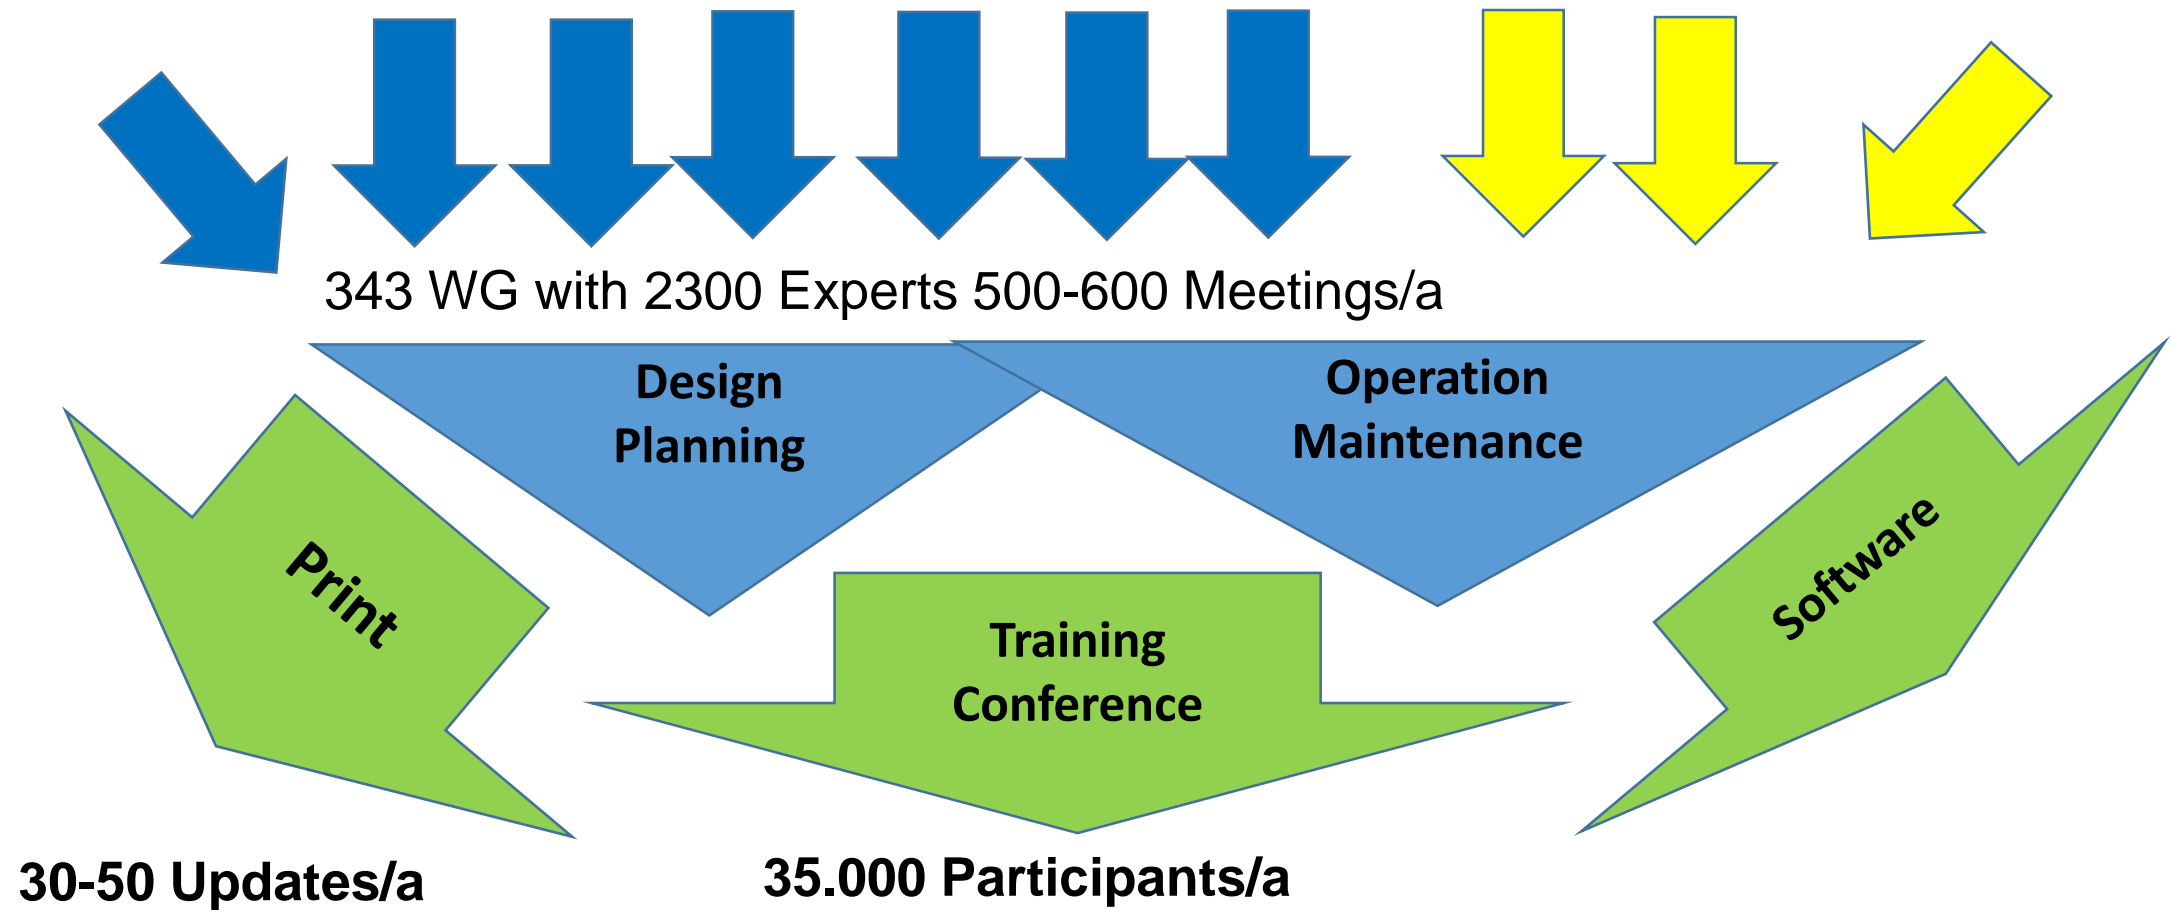 343 WG with 2300 Experts 500-600 Meetings/a
Design
Planning
Operation
Maintenance
Print
Training
Conference
Software
30-50 Updates/a
35.000 Participants/a